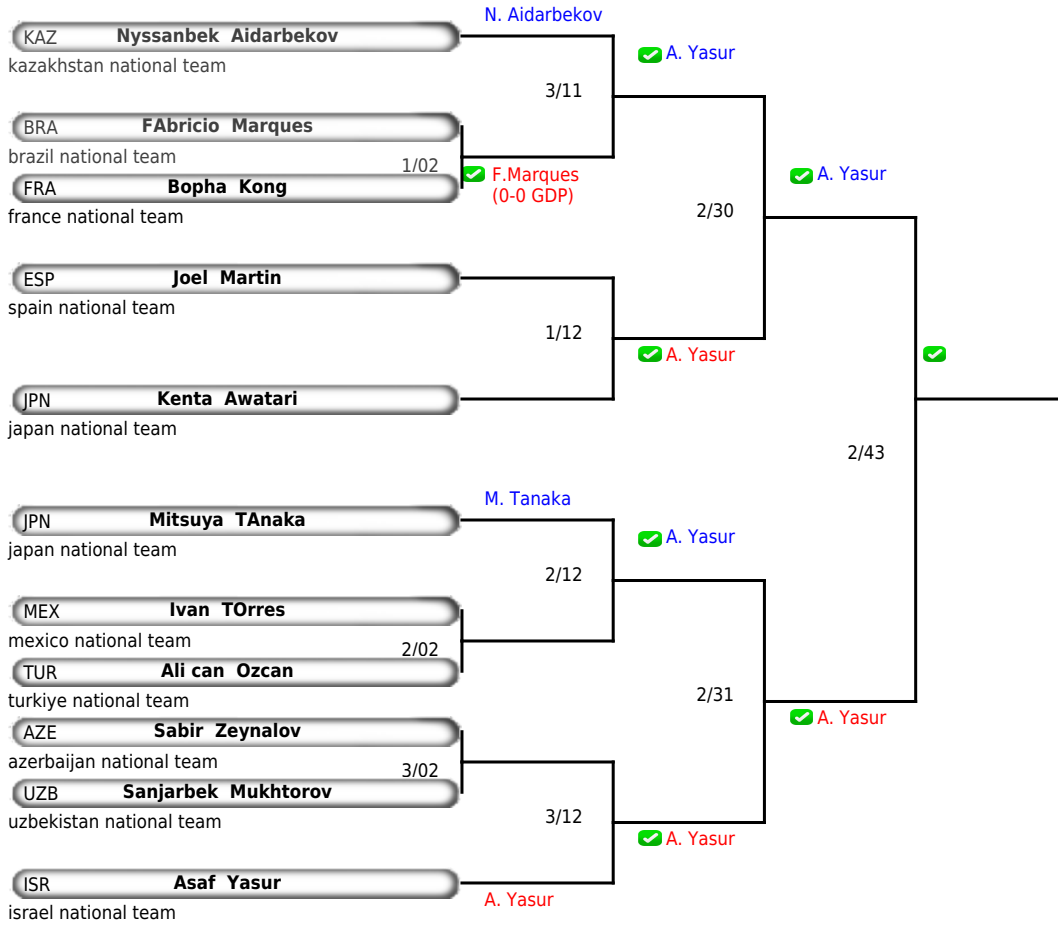 N. Aidarbekov
KAZ Nyssanbek Aidarbekov
kazakhstan national team
A. Yasur
3/11
BRA FAbricio Marques
brazil national team
1/02
F.Marques
(0-0 GDP)
FRA Bopha Kong
france national team
A. Yasur
2/30
ESP Joel Martin
spain national team
1/12
A. Yasur
JPN Kenta Awatari
japan national team
2/43
M. Tanaka
JPN Mitsuya TAnaka
japan national team
A. Yasur
2/12
MEX Ivan TOrres
mexico national team
2/02
TUR Ali can Ozcan
turkiye national team
2/31
A. Yasur
AZE Sabir Zeynalov
azerbaijan national team
3/02
UZB Sanjarbek Mukhtorov
uzbekistan national team
3/12
A. Yasur
ISR Asaf Yasur
israel national team
A. Yasur